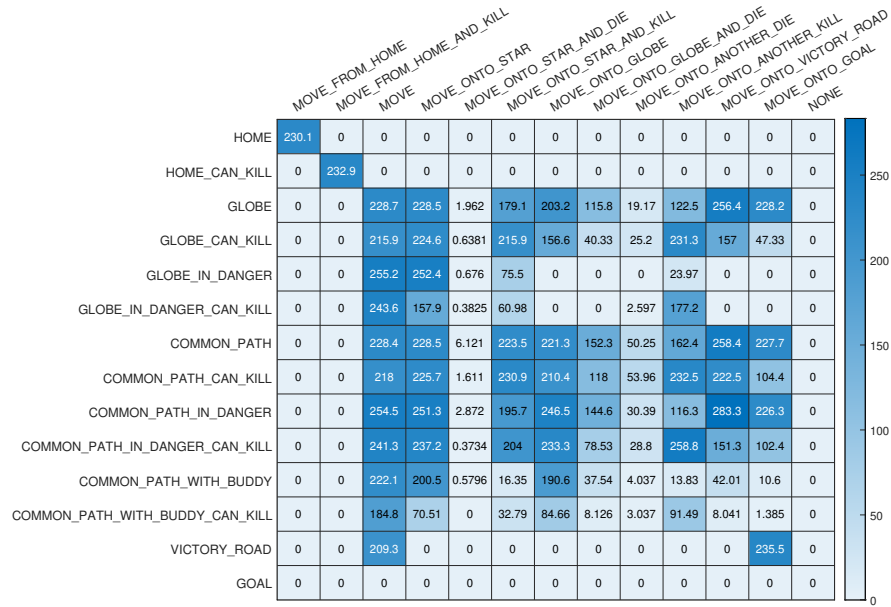 MOVE_FROM_HOME
MOVE_FROM_HOME_AND_KILL
MOVE
MOVE_ONTO_STAR
MOVE_ONTO_STAR_AND_DIE
MOVE_ONTO_STAR_AND_KILL
MOVE_ONTO_GLOBE
MOVE_ONTO_GLOBE_AND_DIE
MOVE_ONTO_ANOTHER_DIE
MOVE_ONTO_ANOTHER_KILL
MOVE_ONTO_VICTORY_ROAD
MOVE_ONTO_GOAL
NONE
HOME 230.1 0 0 0 0 0 0 0 0 0 0 0 0
HOME_CAN_KILL 0 232.9 0 0 0 0 0 0 0 0 0 0 0
GLOBE 0 0 228.7 228.5 1.962 179.1 203.2 115.8 19.17 122.5 256.4 228.2 0
GLOBE_CAN_KILL 0 0 215.9 224.6 0.6381 215.9 156.6 40.33 25.2 231.3 157 47.33 0
GLOBE_IN_DANGER 0 0 255.2 252.4 0.676 75.5 0 0 0 23.97 0 0 0
GLOBE_IN_DANGER_CAN_KILL 0 0 243.6 157.9 0.3825 60.98 0 0 2.597 177.2 0 0 0
COMMON_PATH 0 0 228.4 228.5 6.121 223.5 221.3 152.3 50.25 162.4 258.4 227.7 0
COMMON_PATH_CAN_KILL 0 0 218 225.7 1.611 230.9 210.4 118 53.96 232.5 222.5 104.4 0
COMMON_PATH_IN_DANGER 0 0 254.5 251.3 2.872 195.7 246.5 144.6 30.39 116.3 283.3 226.3 0
COMMON_PATH_IN_DANGER_CAN_KILL 0 0 241.3 237.2 0.3734 204 233.3 78.53 28.8 258.8 151.3 102.4 0
COMMON_PATH_WITH_BUDDY 0 0 222.1 200.5 0.5796 16.35 190.6 37.54 4.037 13.83 42.01 10.6 0
COMMON_PATH_WITH_BUDDY_CAN_KILL 0 0 184.8 70.51 0 32.79 84.66 8.126 3.037 91.49 8.041 1.385 0
VICTORY_ROAD 0 0 209.3 0 0 0 0 0 0 0 0 235.5 0
GOAL 0 0 0 0 0 0 0 0 0 0 0 0 0
250
200
150
100
50
0